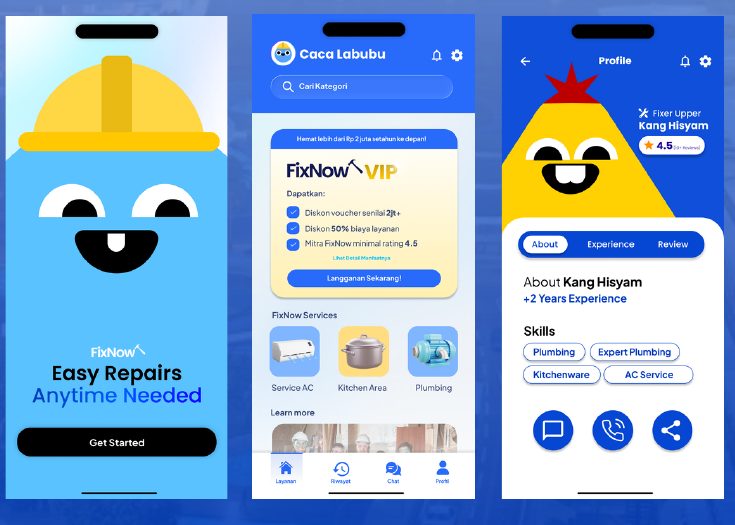 FixNow
Easy Repairs
Anytime Needed
Get Started
Caca Labubu
Cari Kategori
Hemat lebih dari Rp 2 juta setahun ke depan!
FixNow VIP
Dapatkan:
Diskon voucher senilai 2jt+
Diskon 50% biaya layanan
Mitra FixNow minimal rating 4.5
Lihat Detail Manfaatnya
Langganan Sekarang!
FixNow Services
Service AC
Kitchen Area
Plumbing
Learn more
Layanan
Riwayat
Chat
Profil
Profile
Fixer Upper
Kang Hisyam
4.5
About
Experience
Review
About Kang Hisyam
+2 Years Experience
Skills
Plumbing
Expert Plumbing
Kitchenware
AC Service